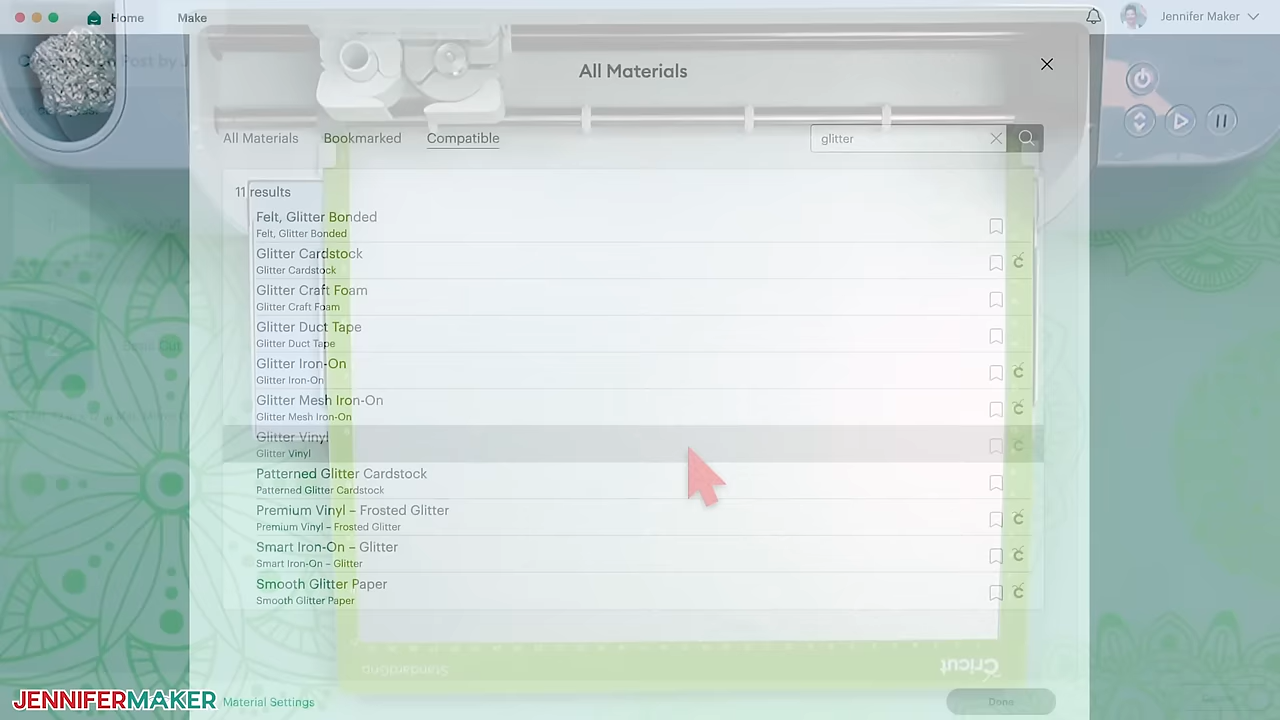 Home
Make
Jennifer Maker
All Materials
All Materials
Bookmarked
Compatible
glitter
11 results
Felt, Glitter Bonded
Felt, Glitter Bonded
Glitter Cardstock
Glitter Cardstock
Glitter Craft Foam
Glitter Craft Foam
Glitter Duct Tape
Glitter Duct Tape
Glitter Iron-On
Glitter Iron-On
Glitter Mesh Iron-On
Glitter Mesh Iron-On
Glitter Vinyl
Glitter Vinyl
Patterned Glitter Cardstock
Patterned Glitter Cardstock
Premium Vinyl – Frosted Glitter
Premium Vinyl – Frosted Glitter
Smart Iron-On – Glitter
Smart Iron-On – Glitter
Smooth Glitter Paper
Smooth Glitter Paper
StandardGrip
Cricut
JENNIFERMAKER
Material Settings
Done